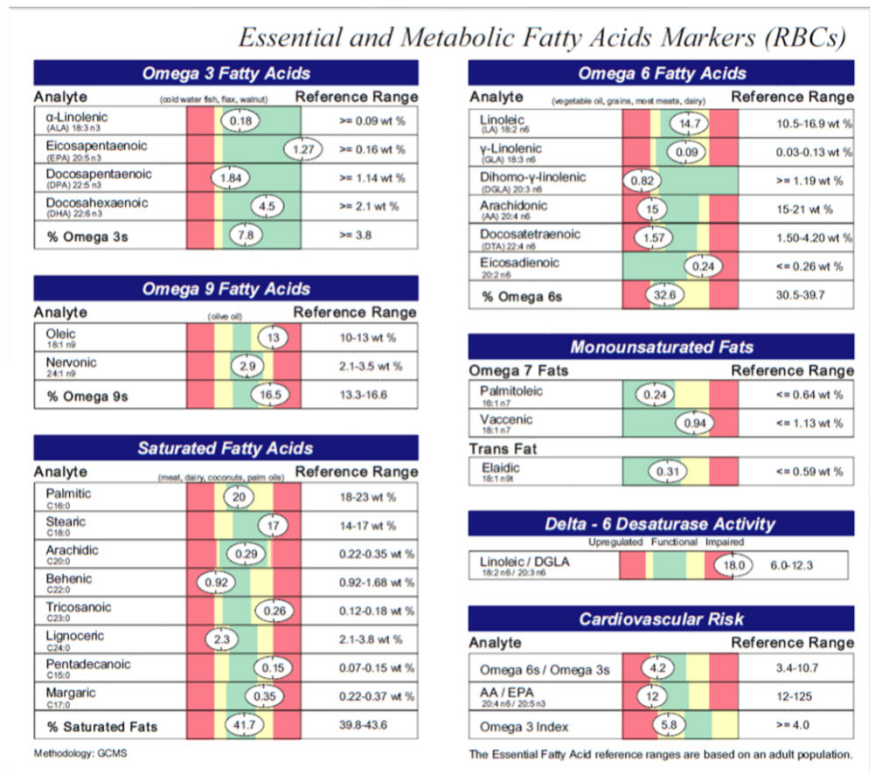 Essential and Metabolic Fatty Acids Markers (RBCs)
Omega 3 Fatty Acids
Analyte (cold water fish, flax, walnut) Reference Range
α-Linolenic 0.18 >= 0.09 wt %
(ALA) 18:3 n3
Eicosapentaenoic 1.27 >= 0.16 wt %
(EPA) 20:5 n3
Docosapentaenoic 1.84 >= 1.14 wt %
(DPA) 22:5 n3
Docosahexaenoic 4.5 >= 2.1 wt %
(DHA) 22:6 n3
% Omega 3s 7.8 >= 3.8
Omega 9 Fatty Acids
Analyte (olive oil) Reference Range
Oleic 13 10-13 wt %
18:1 n9
Nervonic 2.9 2.1-3.5 wt %
24:1 n9
% Omega 9s 16.5 13.3-16.6
Saturated Fatty Acids
Analyte (meat, dairy, coconuts, palm oils) Reference Range
Palmitic 20 18-23 wt %
C16:0
Stearic 17 14-17 wt %
C18:0
Arachidic 0.29 0.22-0.35 wt %
C20:0
Behenic 0.92 0.92-1.68 wt %
C22:0
Tricosanoic 0.26 0.12-0.18 wt %
C23:0
Lignoceric 2.3 2.1-3.8 wt %
C24:0
Pentadecanoic 0.15 0.07-0.15 wt %
C15:0
Margaric 0.35 0.22-0.37 wt %
C17:0
% Saturated Fats 41.7 39.8-43.6
Methodology: GCMS
Omega 6 Fatty Acids
Analyte (vegetable oil, grains, most meats, dairy) Reference Range
Linoleic 14.7 10.5-16.9 wt %
(LA) 18:2 n6
γ-Linolenic 0.09 0.03-0.13 wt %
(GLA) 18:3 n6
Dihomo-γ-linolenic 0.82 >= 1.19 wt %
(DGLA) 20:3 n6
Arachidonic 15 15-21 wt %
(AA) 20:4 n6
Docosatetraenoic 1.57 1.50-4.20 wt %
(DTA) 22:4 n6
Eicosadienoic 0.24 <= 0.26 wt %
20:2 n6
% Omega 6s 32.6 30.5-39.7
Monounsaturated Fats
Omega 7 Fats Reference Range
Palmitoleic 0.24 <= 0.64 wt %
16:1 n7
Vaccenic 0.94 <= 1.13 wt %
18:1 n7
Trans Fat
Elaidic 0.31 <= 0.59 wt %
18:1 n9t
Delta - 6 Desaturase Activity
Upregulated Functional Impaired
Linoleic / DGLA 18.0 6.0-12.3
18:2 n6 / 20:3 n6
Cardiovascular Risk
Analyte Reference Range
Omega 6s / Omega 3s 4.2 3.4-10.7
AA / EPA 12 12-125
20:4 n6 / 20:5 n3
Omega 3 Index 5.8 >= 4.0
The Essential Fatty Acid reference ranges are based on an adult population.